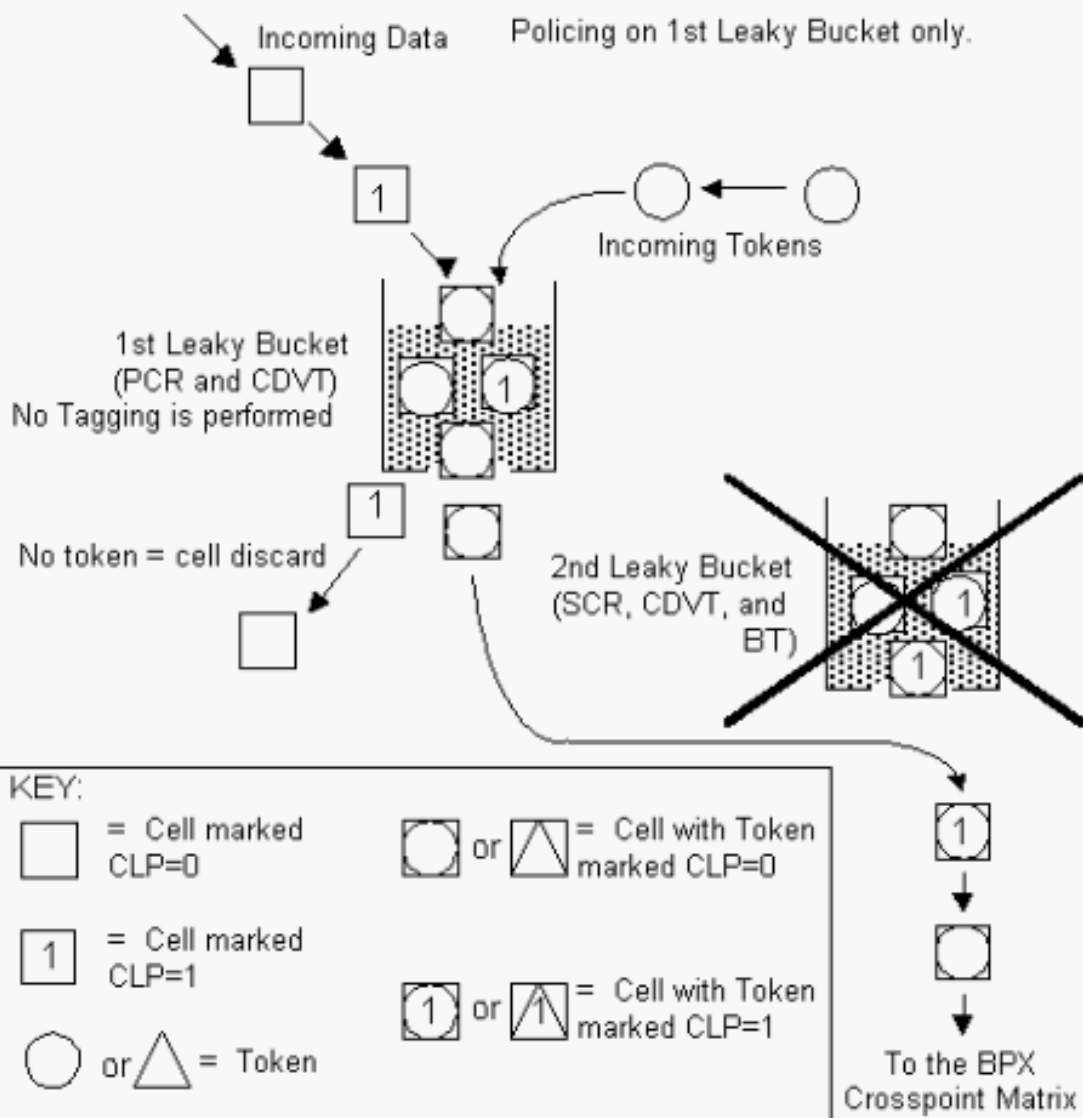 Incoming Data
Policing on 1st Leaky Bucket only.
1
Incoming Tokens
1st Leaky Bucket
(PCR and CDVT)
No Tagging is performed
1
1
No token = cell discard
2nd Leaky Bucket
(SCR, CDVT, and
BT)
1
1
KEY:
= Cell marked
CLP=0
or
= Cell with Token
marked CLP=0
1
= Cell marked
CLP=1
1 or 1
= Cell with Token
marked CLP=1
or
= Token
1
To the BPX
Crosspoint Matrix